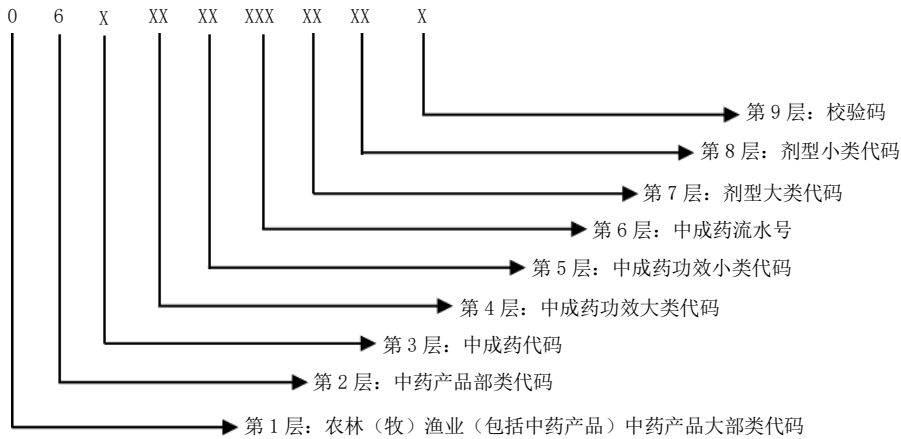 0 6 X XX XX XXX XX XX X
第 9 层：校验码
第 8 层：剂型小类代码
第 7 层：剂型大类代码
第 6 层：中成药流水号
第 5 层：中成药功效小类代码
第 4 层：中成药功效大类代码
第 3 层：中成药代码
第 2 层：中药产品部类代码
第 1 层：农林（牧）渔业（包括中药产品）中药产品大部类代码